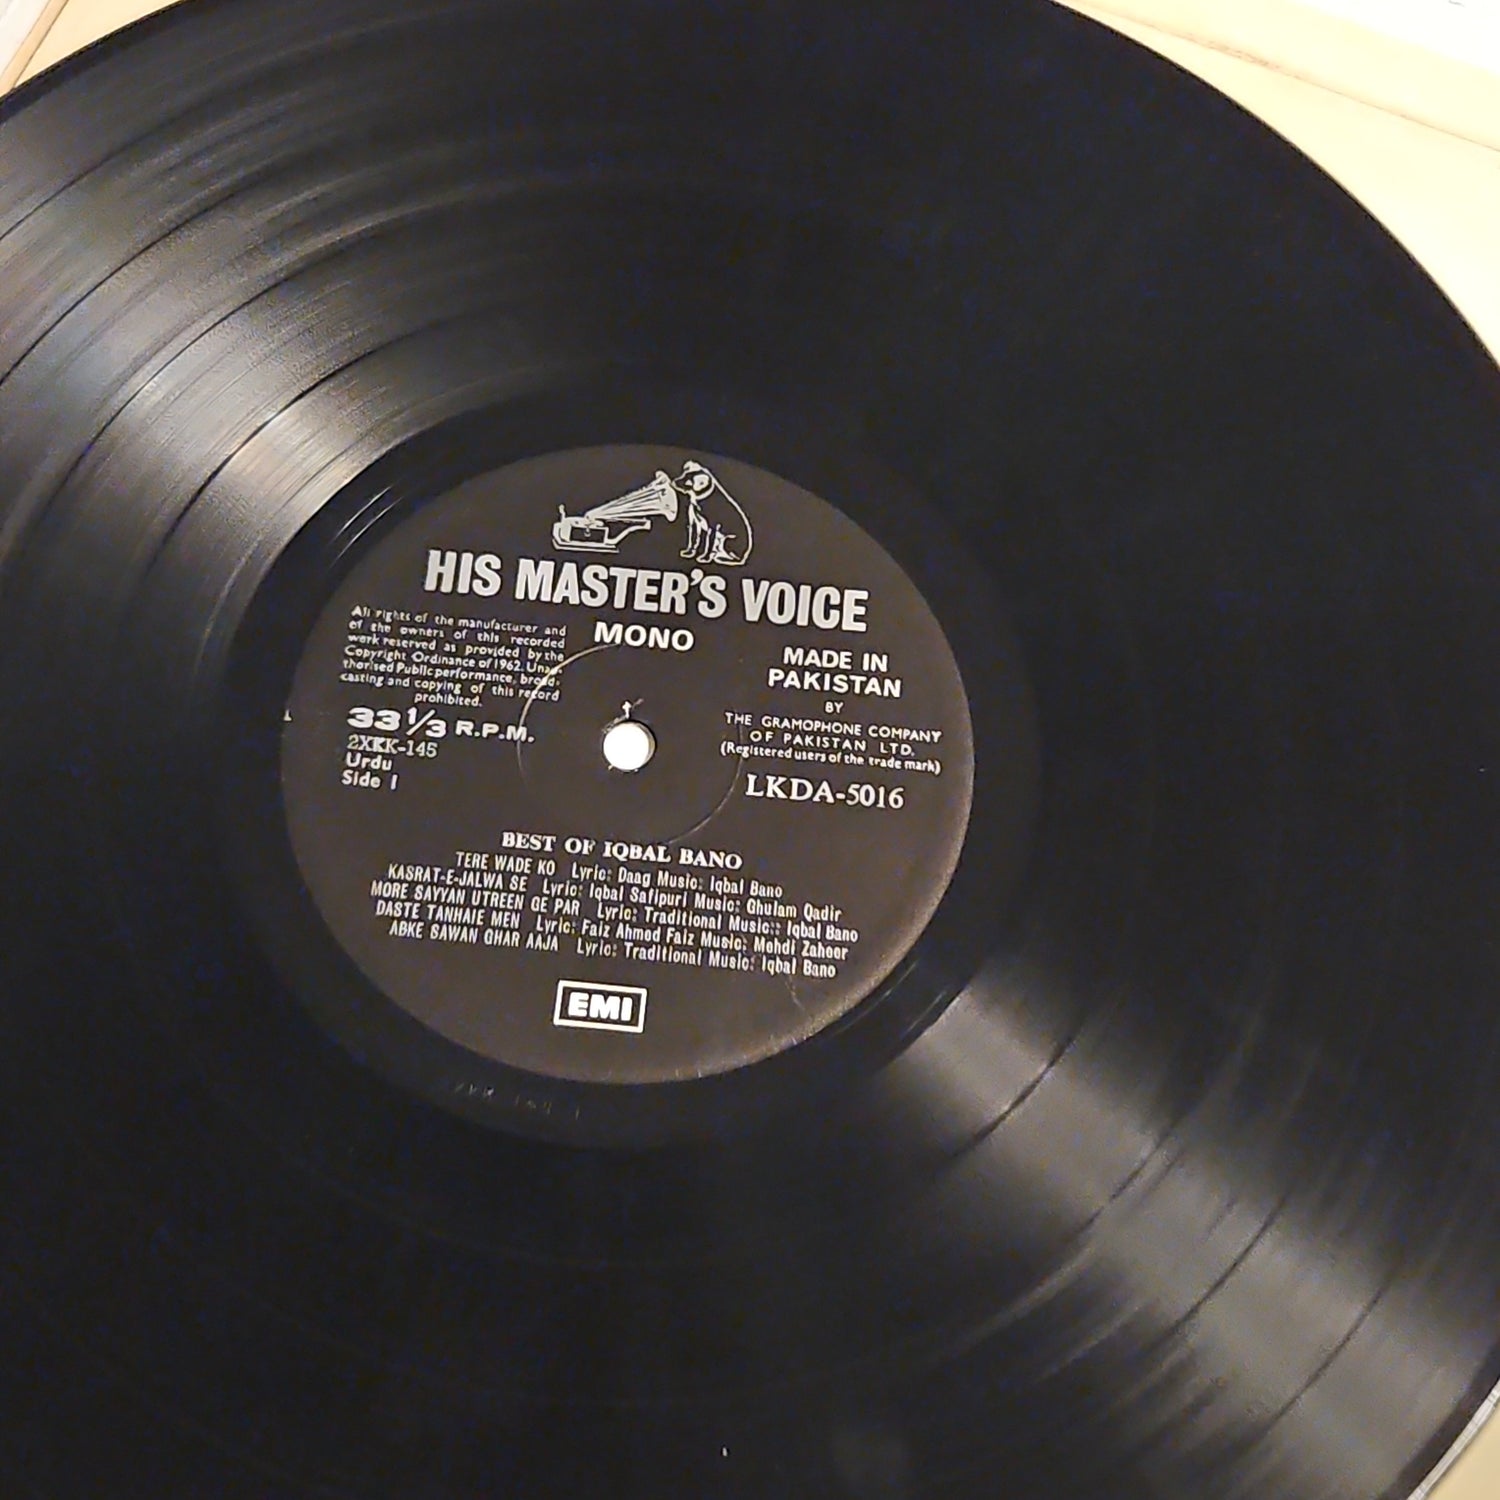 HIS MASTER'S VOICE
MONO
All rights of the manufacturer and
of the owners of this recorded
work reserved as provided by the
Copyright Ordinance of 1962. Unau-
thorised Public performance, broad-
casting and copying of this record
prohibited.
33 1/3 R.P.M.
2XKK-145
Urdu
Side 1
MADE IN
PAKISTAN
BY
THE GRAMOPHONE COMPANY
OF PAKISTAN LTD.
(Registered users of the trade mark)
LKDA-5016
BEST OF IQBAL BANO
TERE WADE KO Lyric: Daag Music: Iqbal Bano
KASRAT-E-JALWA SE Lyric: Iqbal Safipuri Music: Ghulam Qadir
MORE SAYYAN UTREEN GE PAR Lyric: Traditional Music:: Iqbal Bano
DASTE TANHAIE MEN Lyric: Faiz Ahmed Faiz Music: Mehdi Zaheer
ABKE SAWAN GHAR AAJA Lyric: Traditional Music: Iqbal Bano
EMI